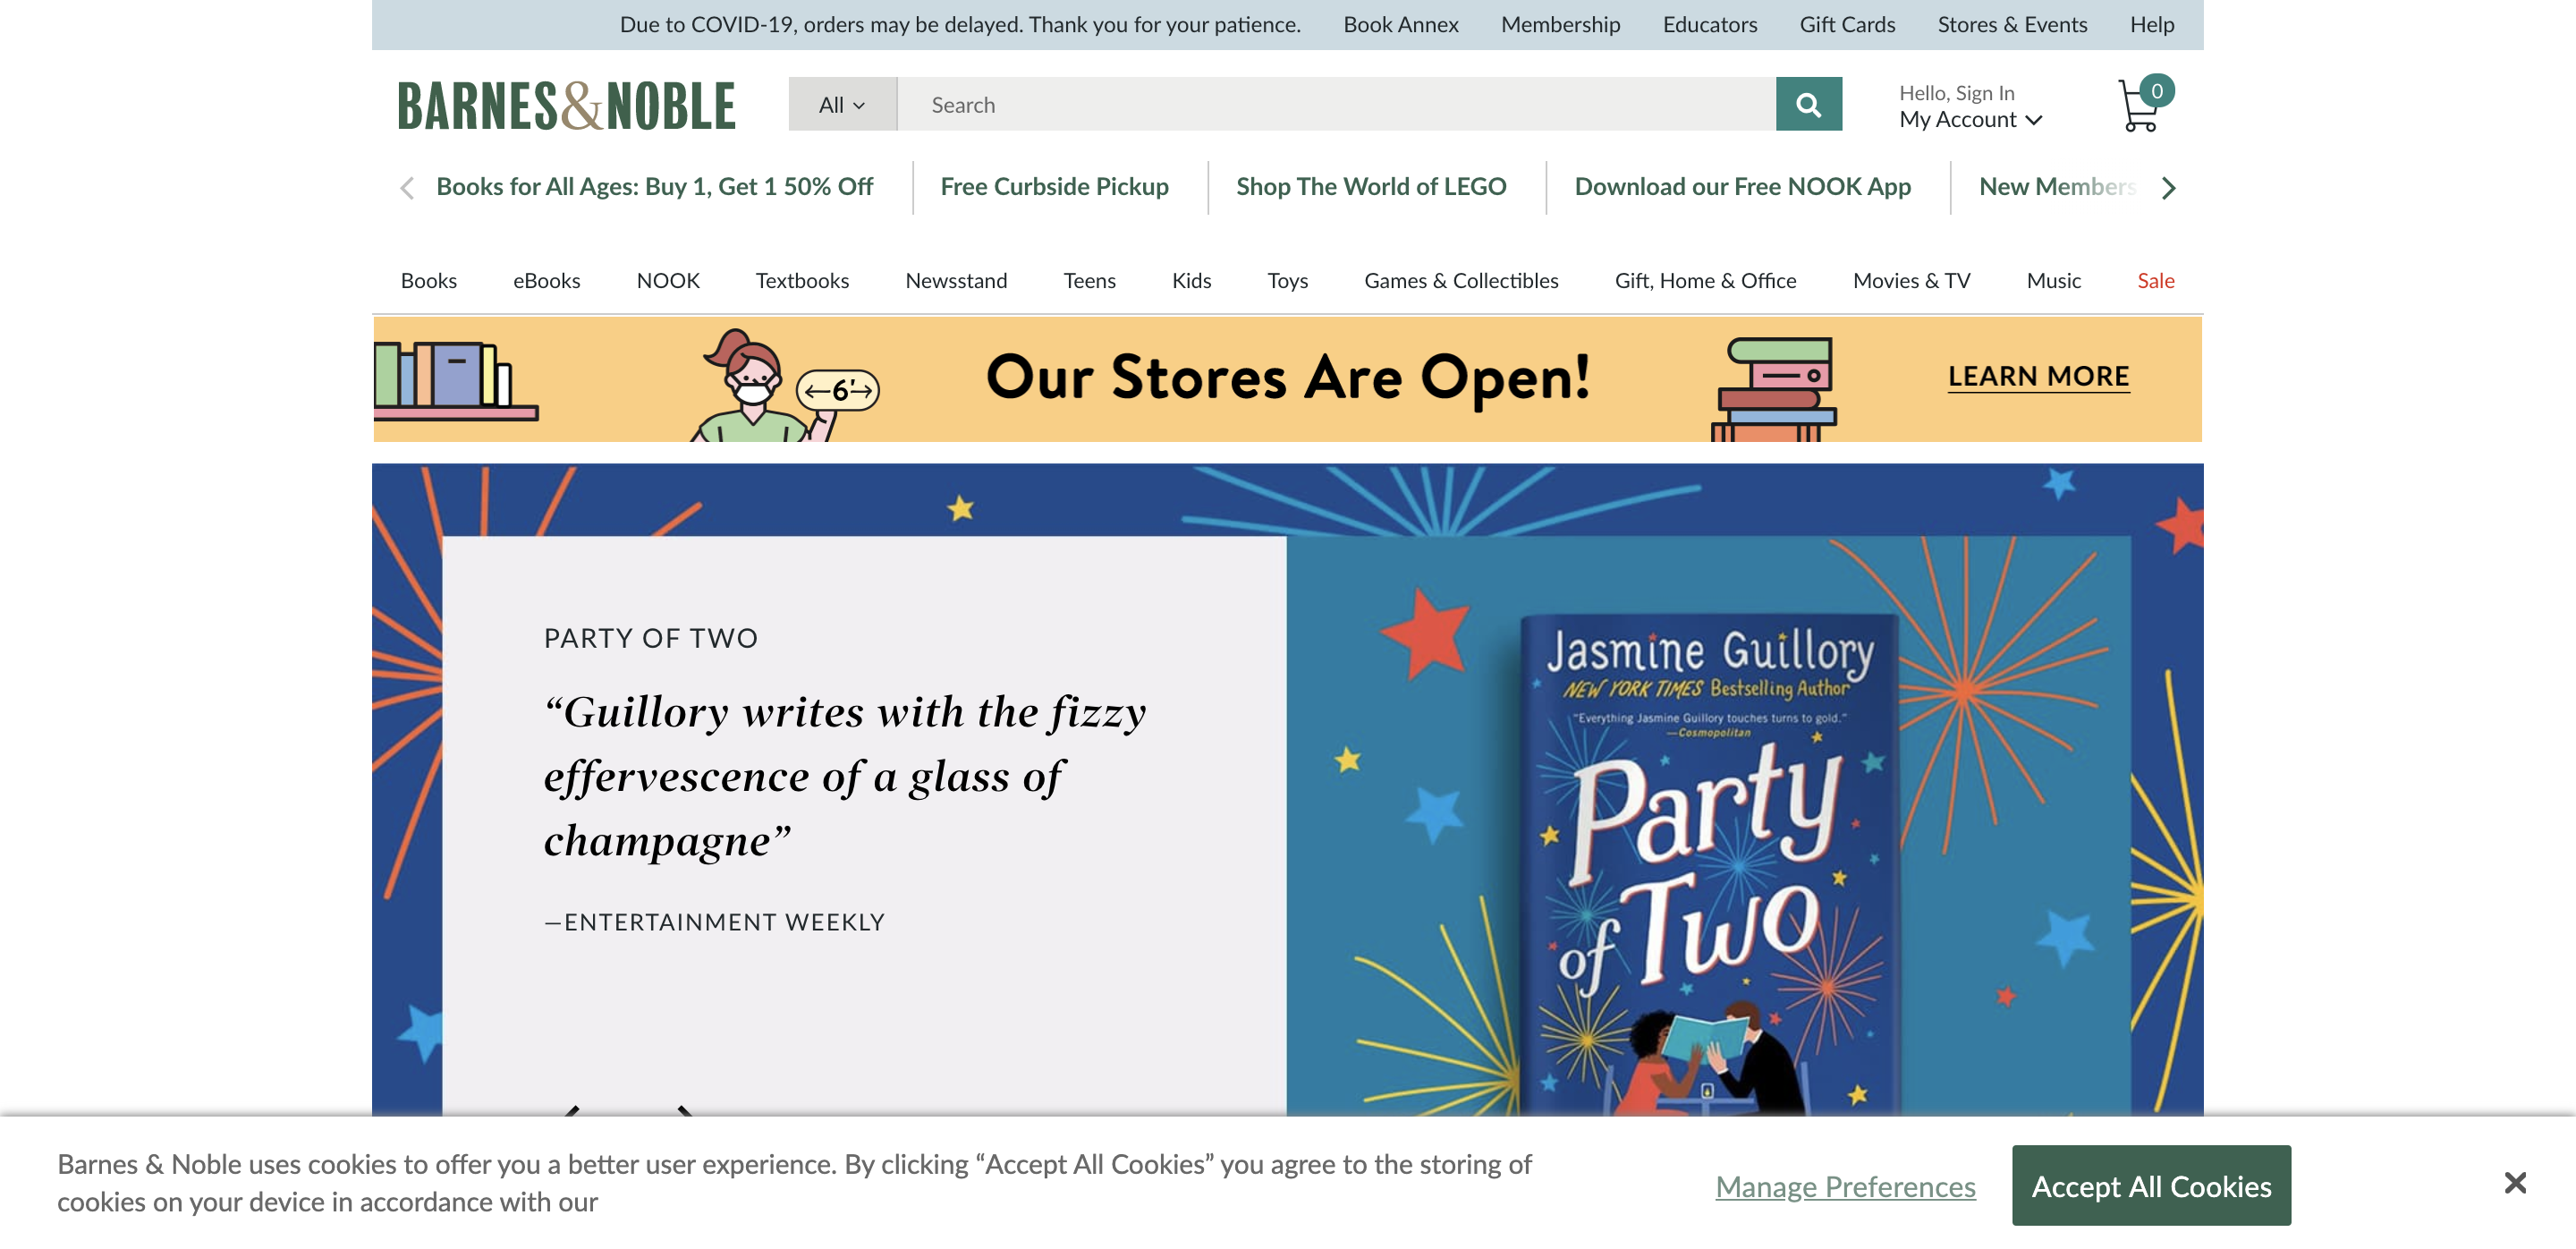 Due to COVID-19, orders may be delayed. Thank you for your patience. Book Annex Membership Educators Gift Cards Stores & Events Help
BARNES&NOBLE
All Search
Hello, Sign In
My Account
0
Books for All Ages: Buy 1, Get 1 50% Off Free Curbside Pickup Shop The World of LEGO Download our Free NOOK App New Members
Books eBooks NOOK Textbooks Newsstand Teens Kids Toys Games & Collectibles Gift, Home & Office Movies & TV Music Sale
←6'→
Our Stores Are Open!
LEARN MORE
PARTY OF TWO
“Guillory writes with the fizzy
effervescence of a glass of
champagne”
—ENTERTAINMENT WEEKLY
Jasmine Guillory
NEW YORK TIMES Bestselling Author
“Everything Jasmine Guillory touches turns to gold.”
—Cosmopolitan
Party
of Two
Barnes & Noble uses cookies to offer you a better user experience. By clicking “Accept All Cookies” you agree to the storing of
cookies on your device in accordance with our
Manage Preferences
Accept All Cookies